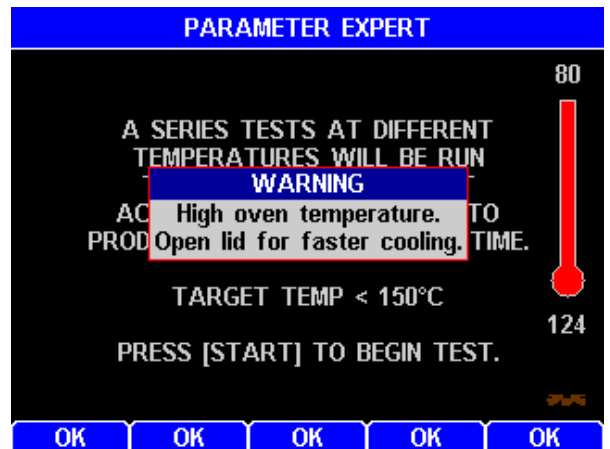 PARAMETER EXPERT
80
A SERIES TESTS AT DIFFERENT
TEMPERATURES WILL BE RUN
WARNING
AC TO
High oven temperature.
PROD TIME.
Open lid for faster cooling.
TARGET TEMP < 150°C
124
PRESS [START] TO BEGIN TEST.
OK OK OK OK OK